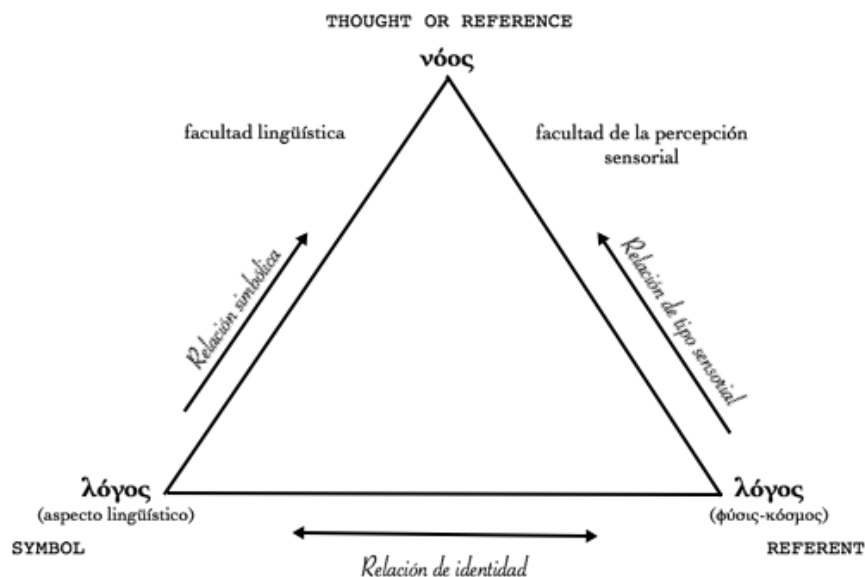 THOUGHT OR REFERENCE
νόος
facultad lingüística
facultad de la percepción
sensorial
Relación simbólica
Relación de tipo sensorial
λόγος
(aspecto lingüístico)
SYMBOL
λόγος
(φύσις-κόσμος)
REFERENT
Relación de identidad